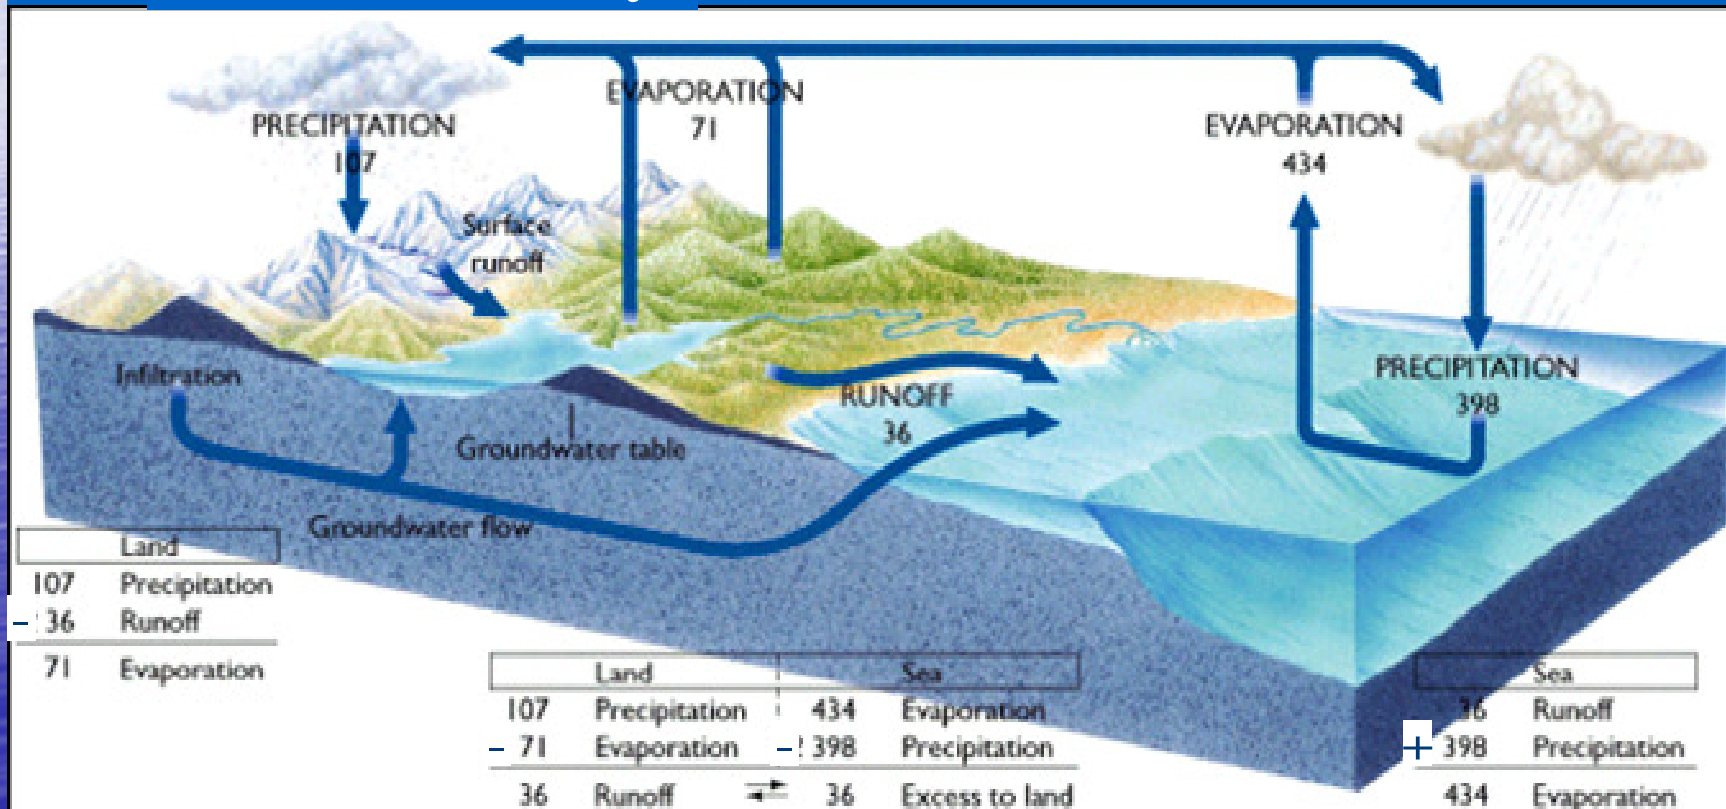 EVAPORATION
71
PRECIPITATION
107
EVAPORATION
434
Surface
runoff
PRECIPITATION
398
Infiltration
RUNOFF
36
Groundwater table
Groundwater flow
Land
107 Precipitation
– 36 Runoff
71 Evaporation
Land Sea
107 Precipitation 434 Evaporation
– 71 Evaporation – 398 Precipitation
36 Runoff ⇄ 36 Excess to land
Sea
36 Runoff
+ 398 Precipitation
434 Evaporation